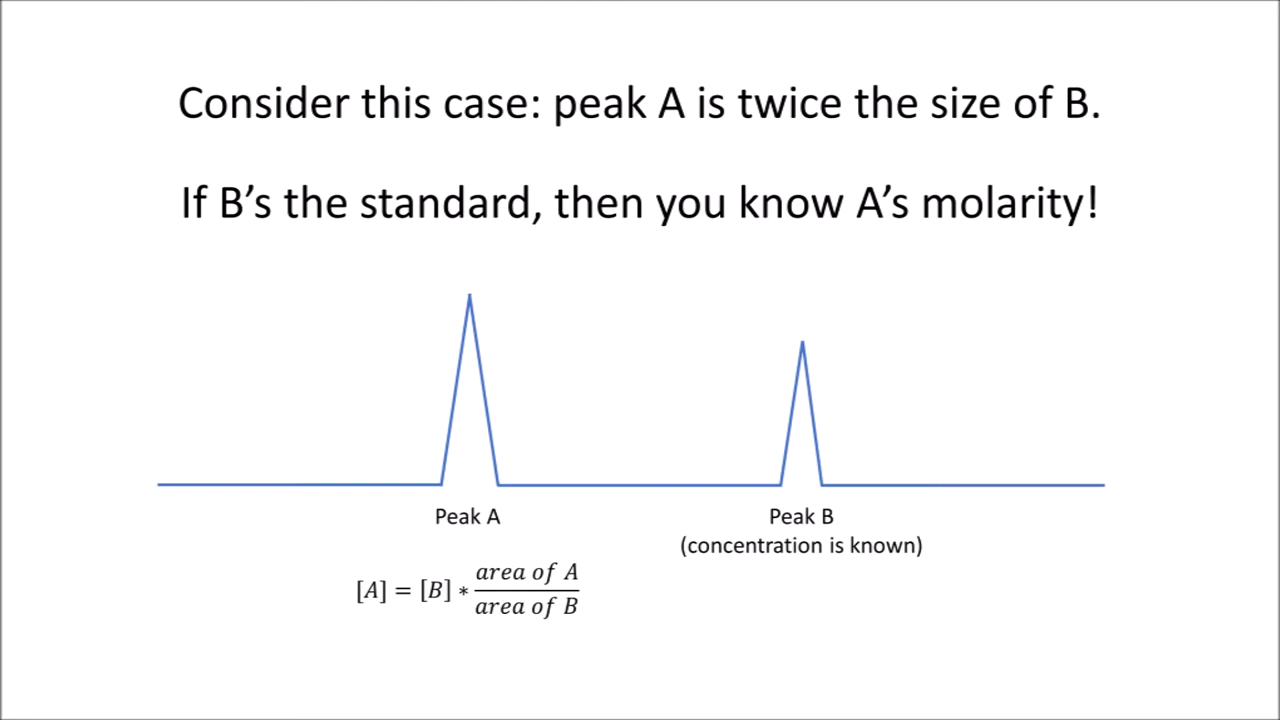 Consider this case: peak A is twice the size of B.
If B’s the standard, then you know A’s molarity!
Peak A
Peak B
(concentration is known)
[A] = [B] ∗ area of A / area of B